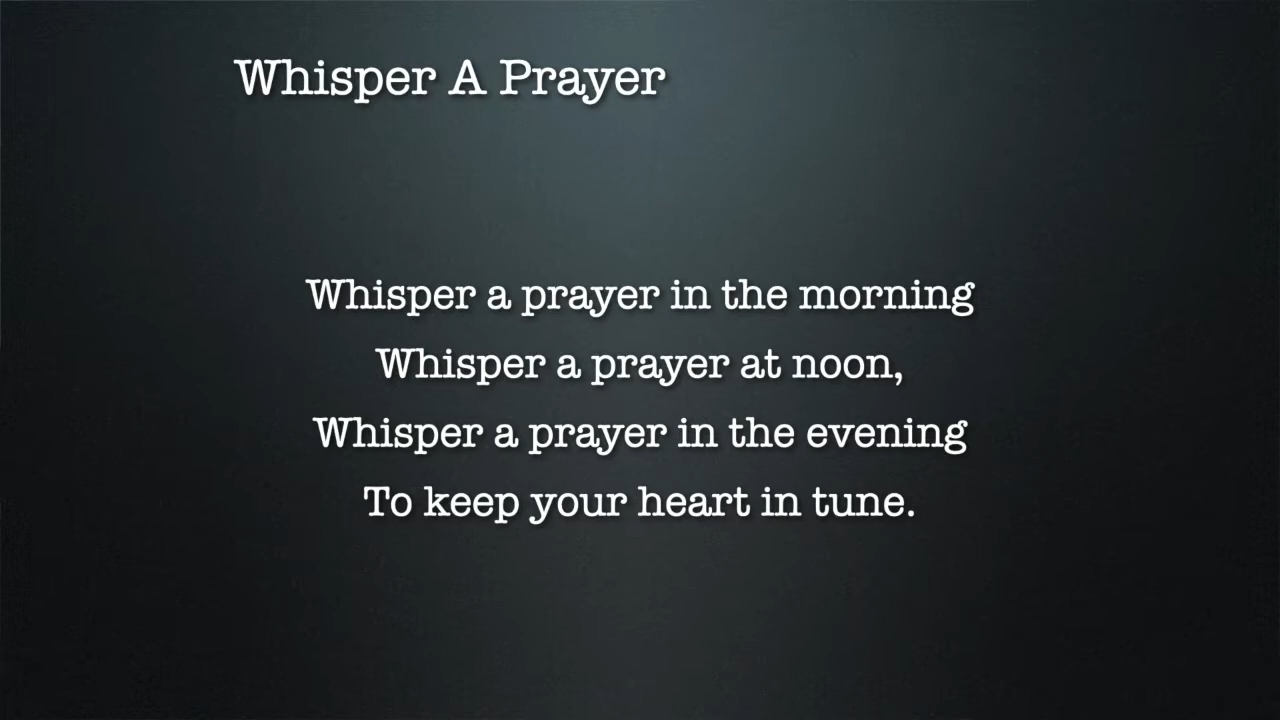 Whisper A Prayer
Whisper a prayer in the morning
Whisper a prayer at noon,
Whisper a prayer in the evening
To keep your heart in tune.